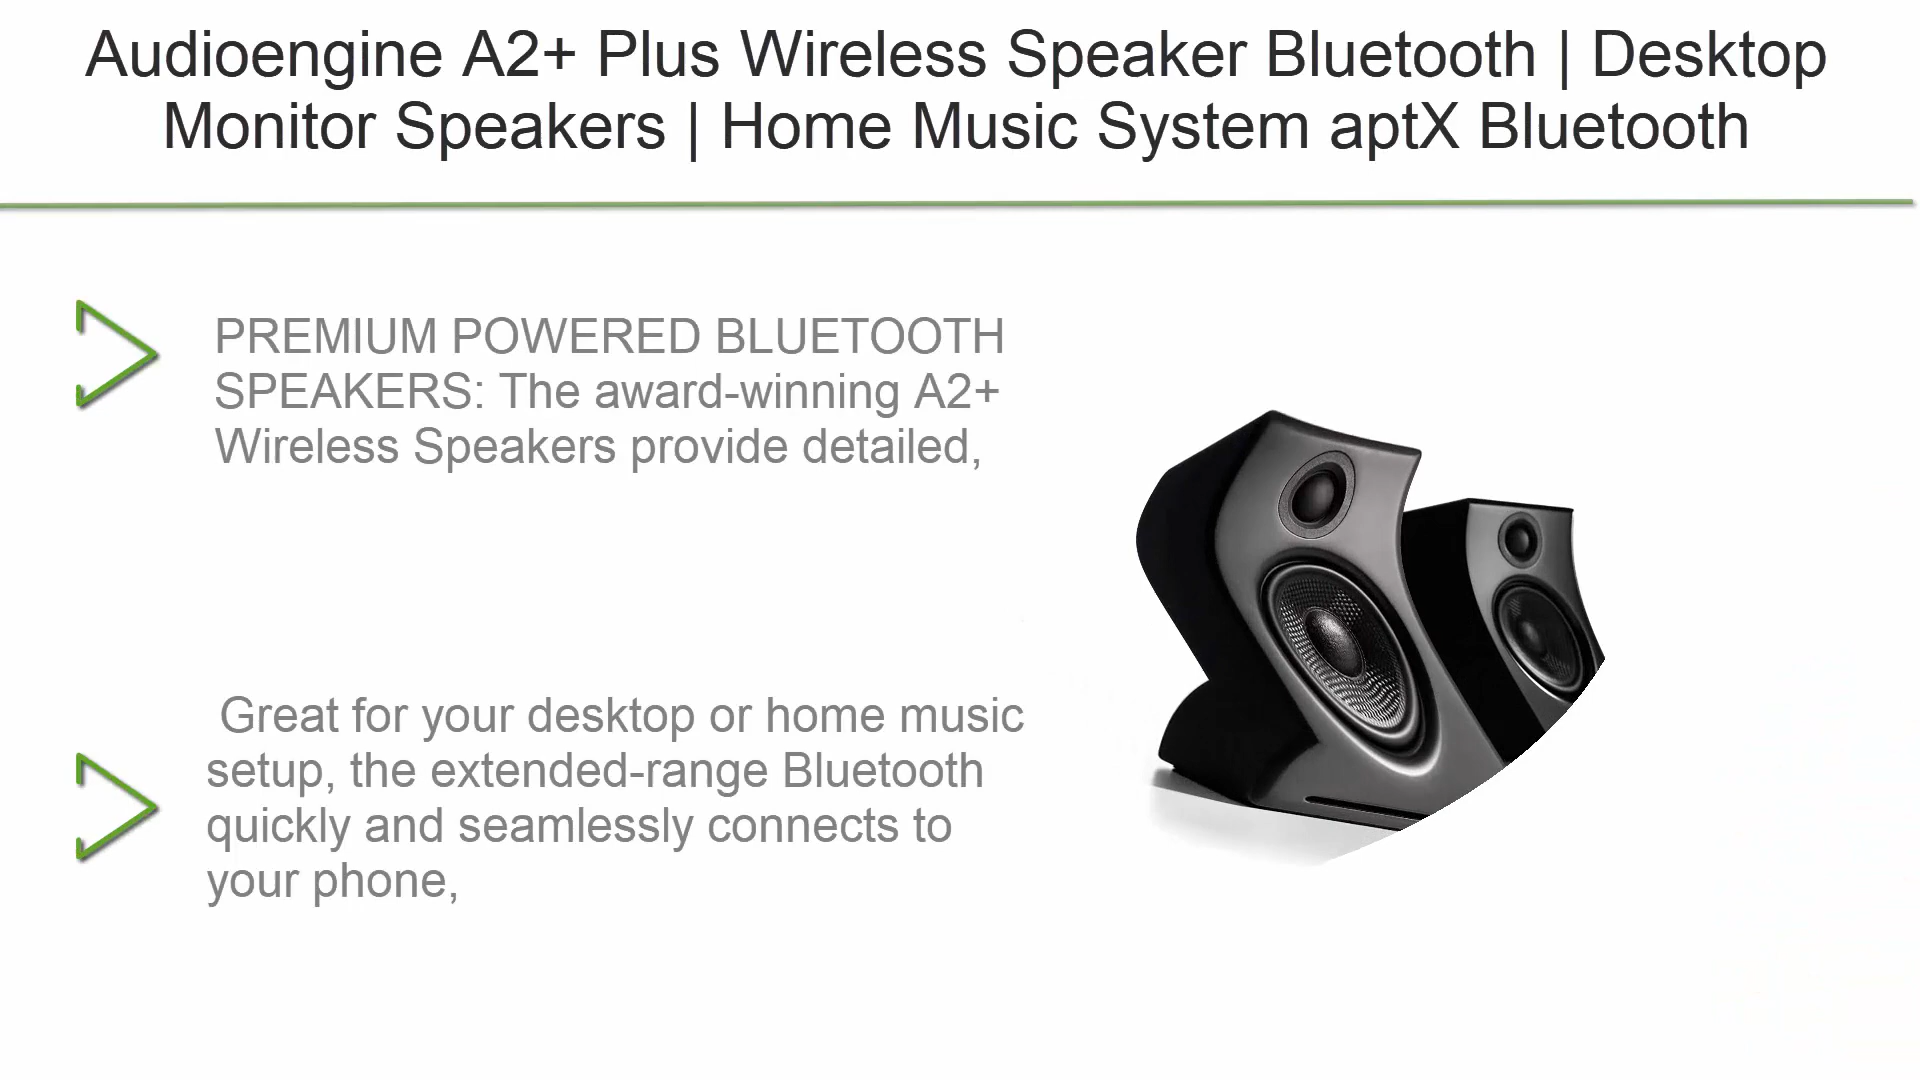 Audioengine A2+ Plus Wireless Speaker Bluetooth | Desktop
Monitor Speakers | Home Music System aptX Bluetooth
PREMIUM POWERED BLUETOOTH
SPEAKERS: The award-winning A2+
Wireless Speakers provide detailed,
Great for your desktop or home music
setup, the extended-range Bluetooth
quickly and seamlessly connects to
your phone,